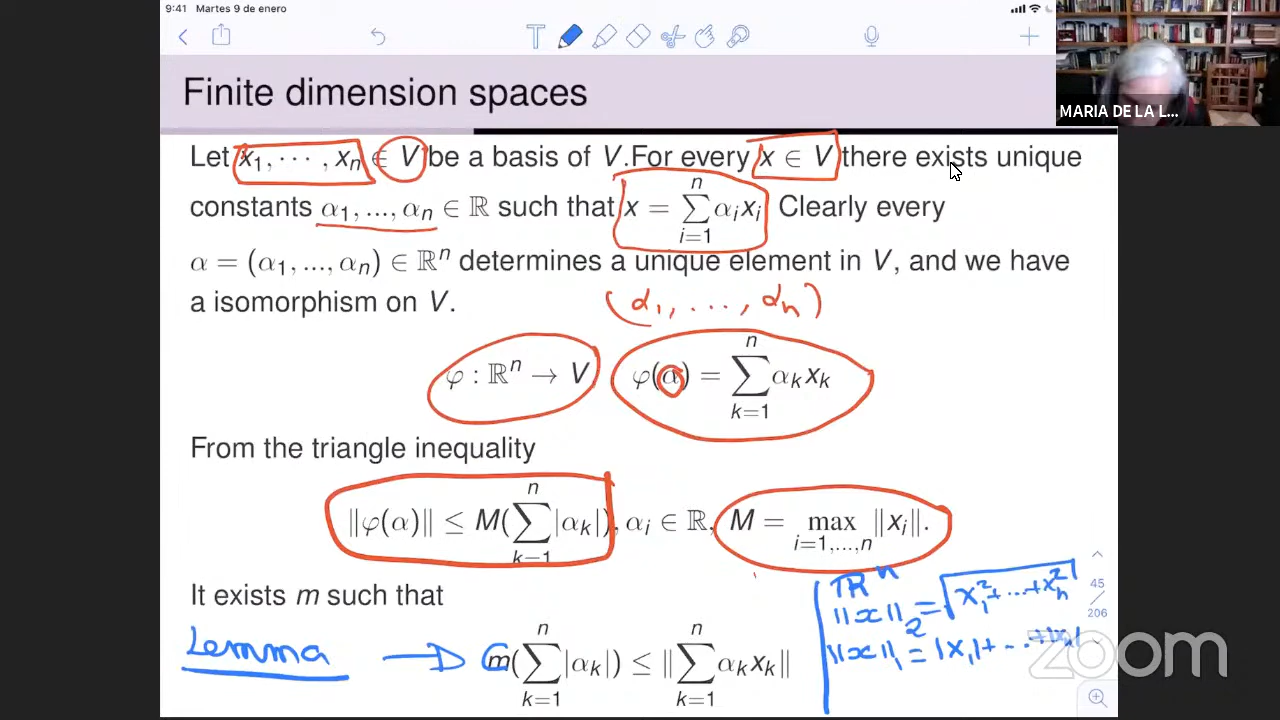 9:41 Martes 9 de enero
Finite dimension spaces
MARIA DE LA L...
Let x₁, ⋯ , xₙ ∈ V be a basis of V.For every x ∈ V there exists unique
constants α₁, ..., αₙ ∈ ℝ such that x = ∑ᵢ₌₁ⁿ αᵢxᵢ Clearly every
α = (α₁, ..., αₙ) ∈ ℝⁿ determines a unique element in V, and we have
a isomorphism on V.
(α₁, ..., αₙ)
φ : ℝⁿ → V φ(α) = ∑ₖ₌₁ⁿ αₖxₖ
From the triangle inequality
‖φ(α)‖ ≤ M(∑ₖ₌₁ⁿ |αₖ|), αᵢ ∈ ℝ, M = max_{i=1,...,n} ‖xᵢ‖.
It exists m such that
Lemma → m(∑ₖ₌₁ⁿ |αₖ|) ≤ ‖∑ₖ₌₁ⁿ αₖxₖ‖
ℝⁿ
‖x‖₂ = √x₁² + ... + xₙ²
‖x‖₁ = |x₁| + ... + |xₙ|
45
/
206
zoom